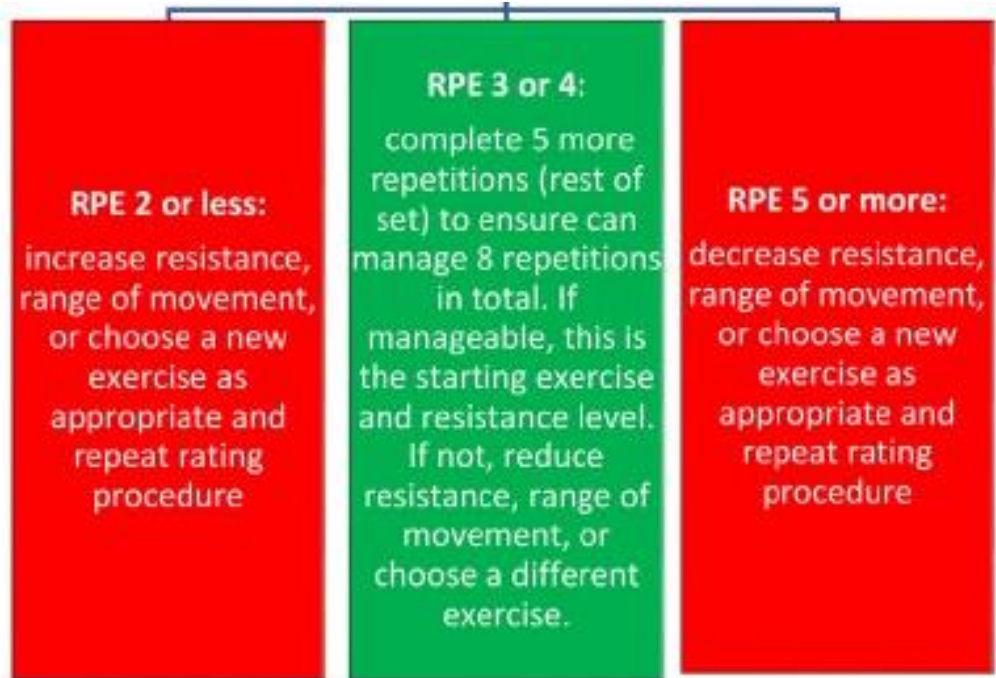 RPE 2 or less:
increase resistance,
range of movement,
or choose a new
exercise as
appropriate and
repeat rating
procedure
RPE 3 or 4:
complete 5 more
repetitions (rest of
set) to ensure can
manage 8 repetitions
in total. If
manageable, this is
the starting exercise
and resistance level.
If not, reduce
resistance, range of
movement, or
choose a different
exercise.
RPE 5 or more:
decrease resistance,
range of movement,
or choose a new
exercise as
appropriate and
repeat rating
procedure